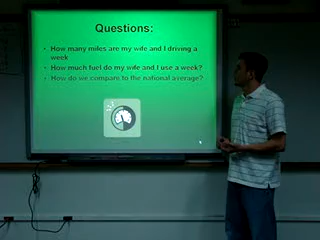 Questions:
• How many miles are my wife and I driving a
week
• How much fuel do my wife and I use a week?
• How do we compare to the national average?